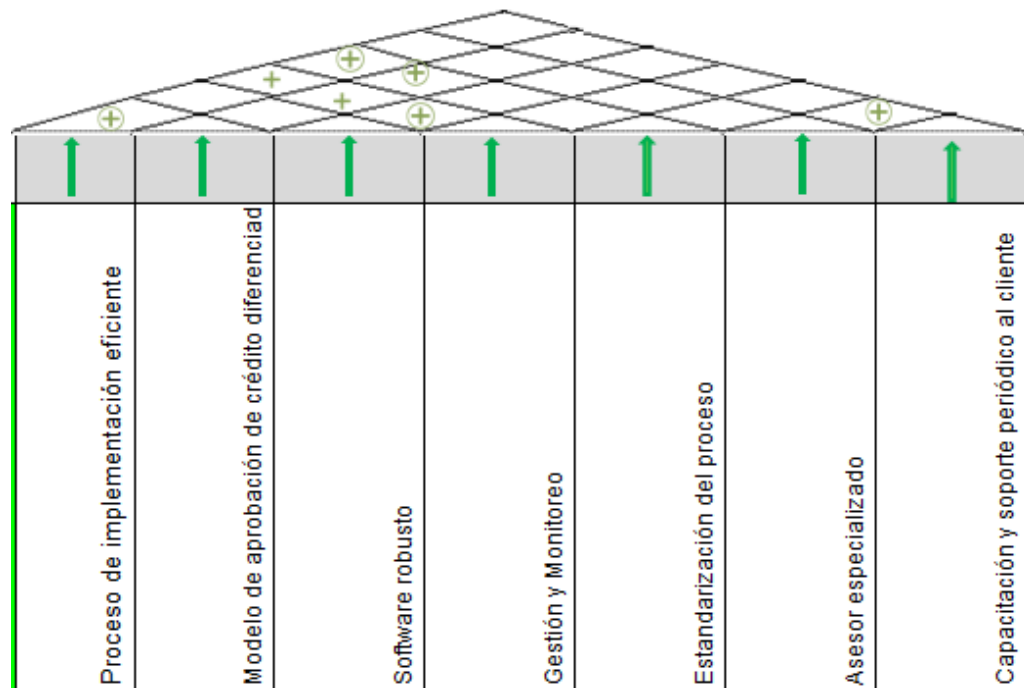 Proceso de implementación eficiente
Modelo de aprobación de crédito diferenciad
Software robusto
Gestión y Monitoreo
Estandarización del proceso
Asesor especializado
Capacitación y soporte periódico al cliente